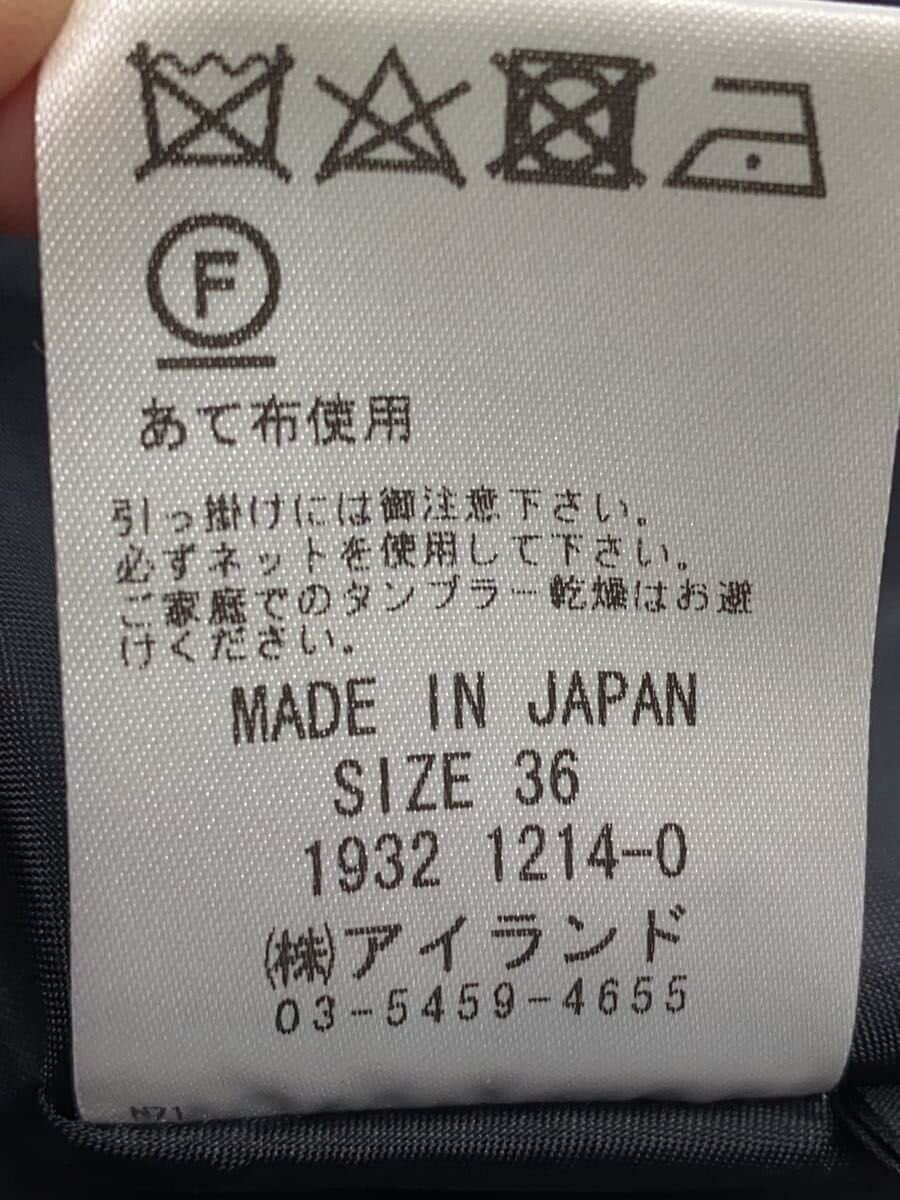 F
あて布使用
引っ掛けには御注意下さい。
必ずネットを使用して下さい。
ご家庭でのタンブラー乾燥はお避
けください。
MADE IN JAPAN
SIZE 36
1932 1214-0
(株)アイランド
03-5459-4655
N71